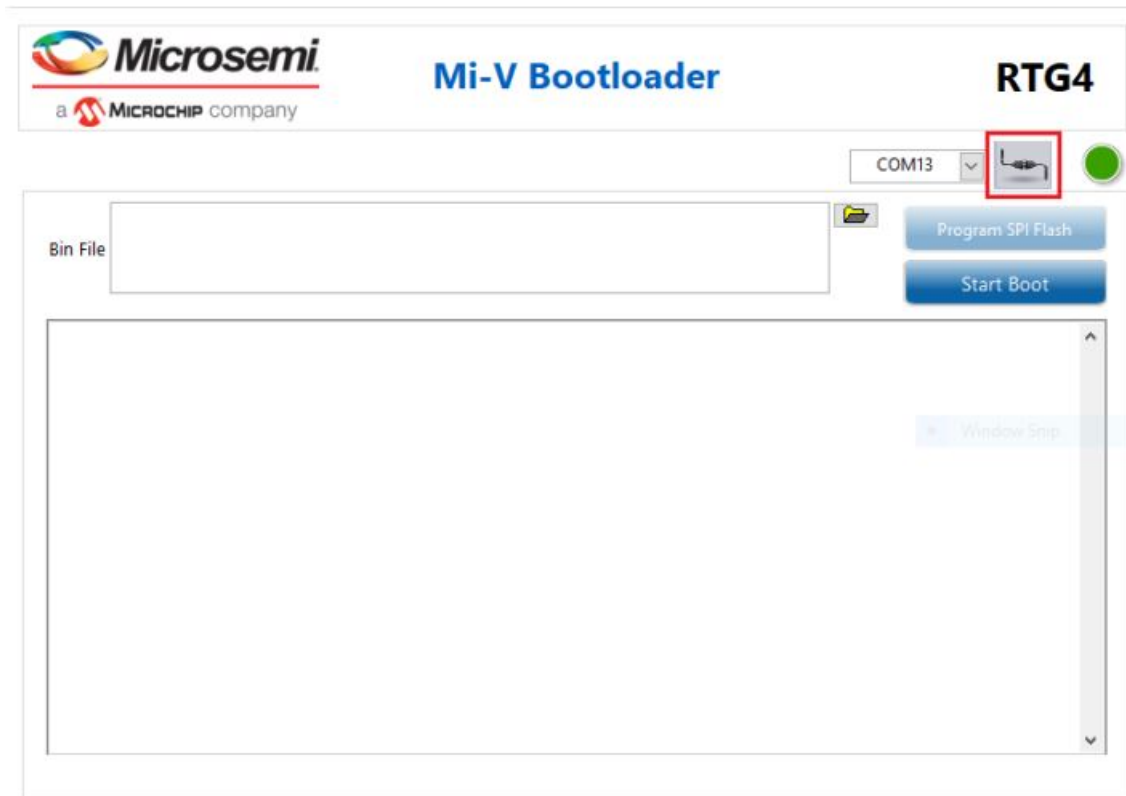 Microsemi
a MICROCHIP company
Mi-V Bootloader
RTG4
COM13
Bin File
Program SPI Flash
Start Boot
Window Snip